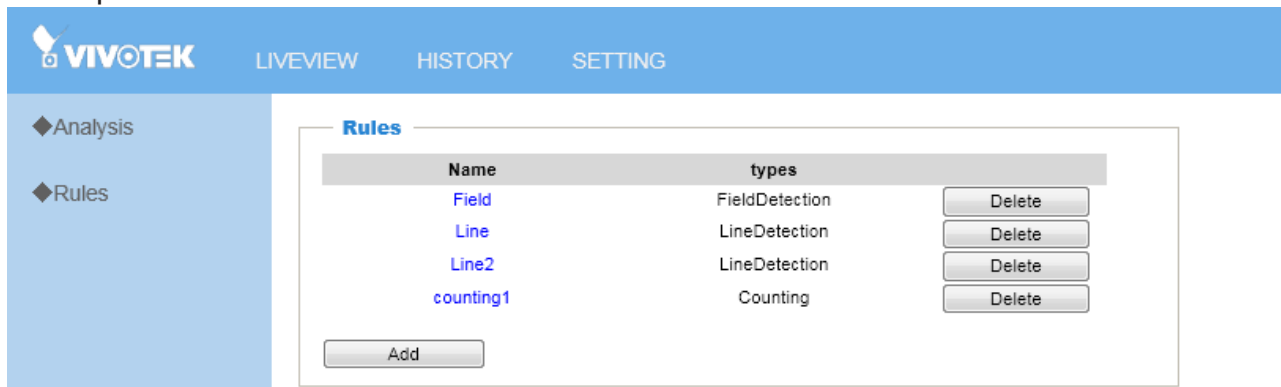 VIVOTEK LIVEVIEW HISTORY SETTING
◆Analysis
◆Rules
Rules
Name types
Field FieldDetection Delete
Line LineDetection Delete
Line2 LineDetection Delete
counting1 Counting Delete
Add